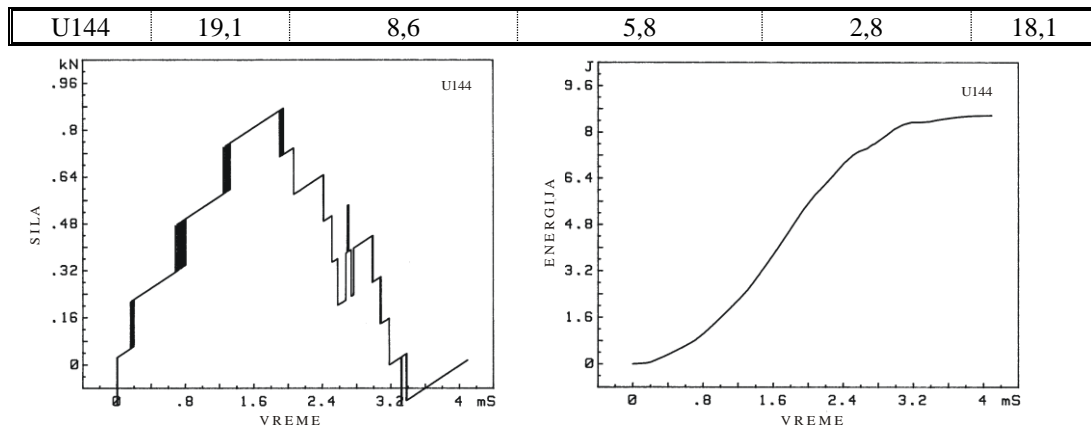 U144 19,1 8,6 5,8 2,8 18,1
kN
.96
.8
.64
.48
.32
.16
0
SILA
U144
0 .8 1.6 2.4 3.2 4 mS
VREME
J
9.6
8
6.4
4.8
3.2
1.6
0
ENERGIJA
U144
0 .8 1.6 2.4 3.2 4 mS
VREME